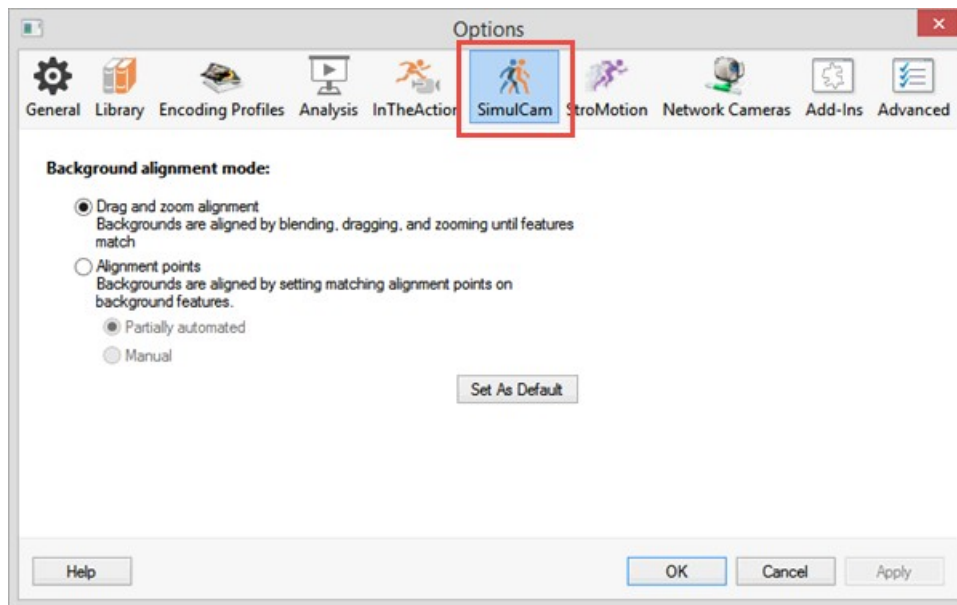 Options
General Library Encoding Profiles Analysis InTheAction SimulCam StroMotion Network Cameras Add-Ins Advanced
Background alignment mode:
Drag and zoom alignment
Backgrounds are aligned by blending, dragging, and zooming until features
match
Alignment points
Backgrounds are aligned by setting matching alignment points on
background features.
Partially automated
Manual
Set As Default
Help OK Cancel Apply